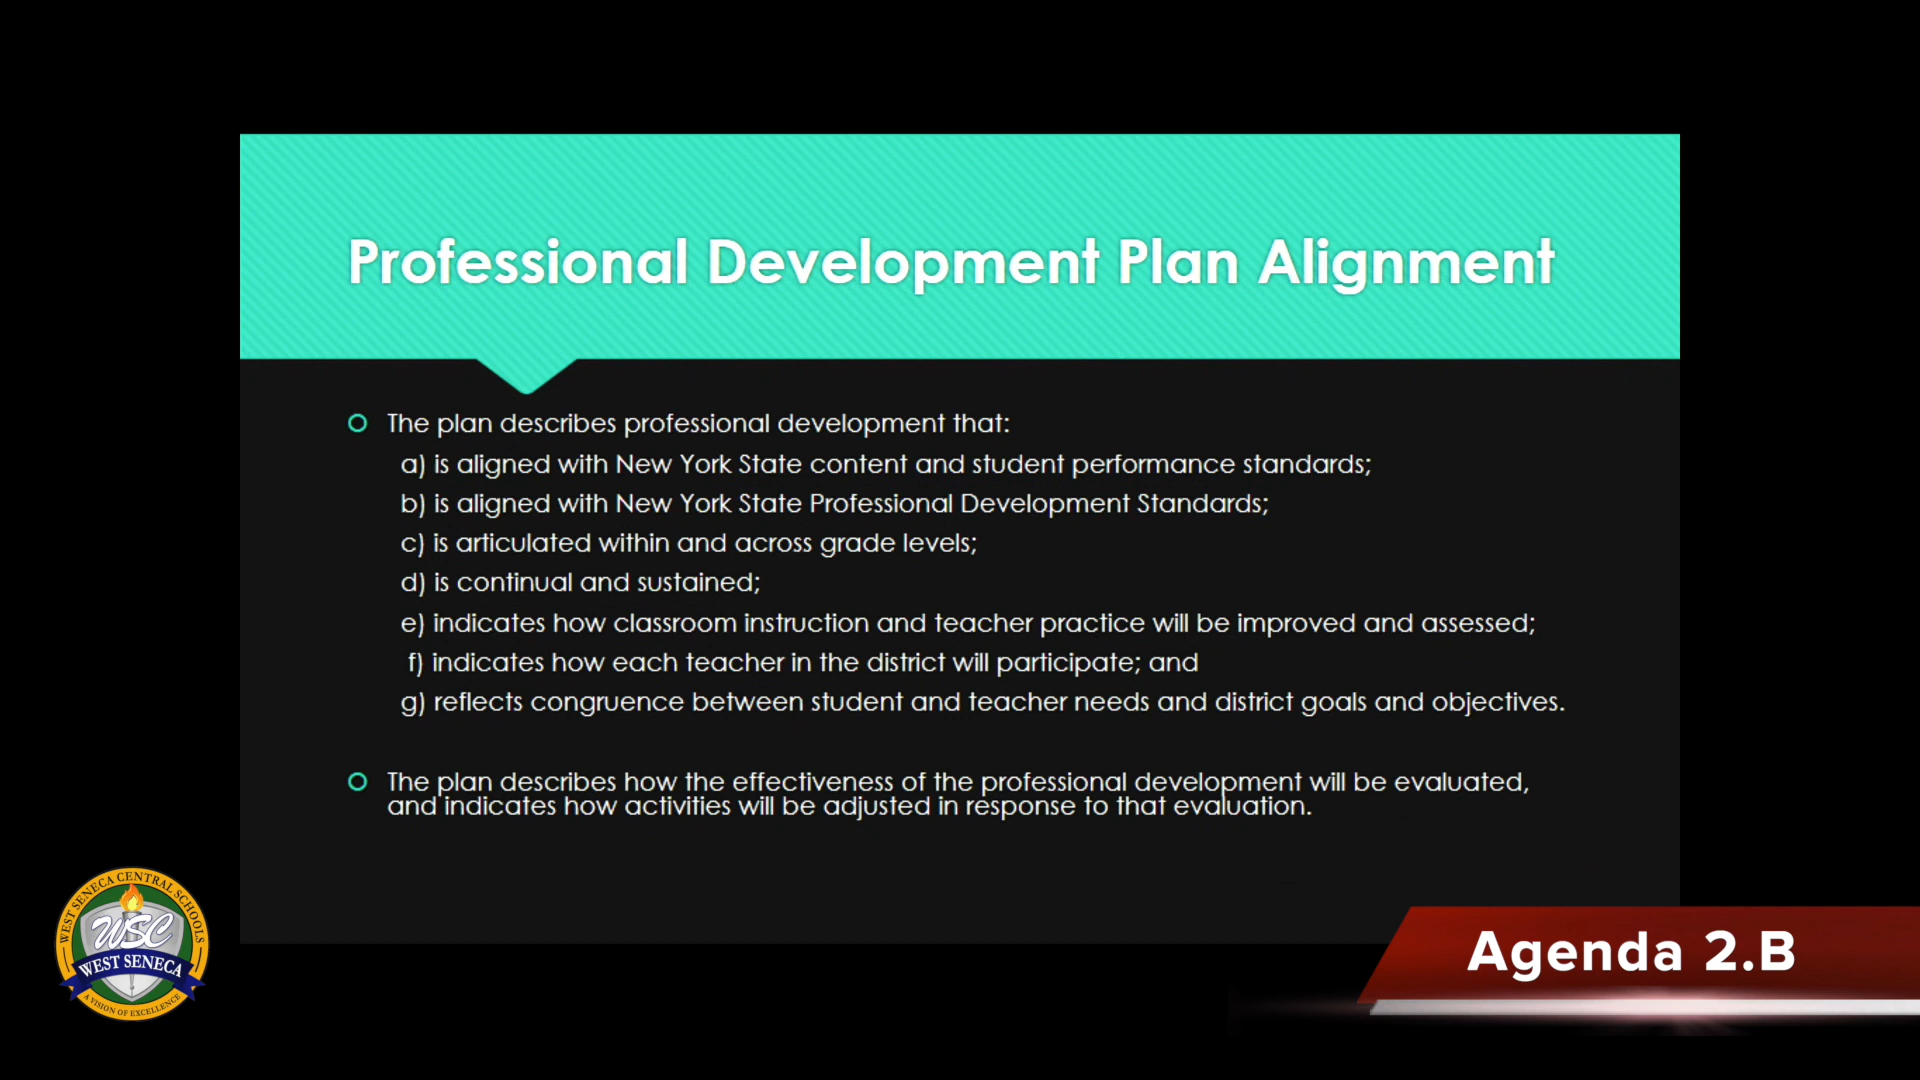 Professional Development Plan Alignment
The plan describes professional development that:
a) is aligned with New York State content and student performance standards;
b) is aligned with New York State Professional Development Standards;
c) is articulated within and across grade levels;
d) is continual and sustained;
e) indicates how classroom instruction and teacher practice will be improved and assessed;
f) indicates how each teacher in the district will participate; and
g) reflects congruence between student and teacher needs and district goals and objectives.
The plan describes how the effectiveness of the professional development will be evaluated,
and indicates how activities will be adjusted in response to that evaluation.
WEST SENECA CENTRAL SCHOOLS
WSC
WEST SENECA
A VISION OF EXCELLENCE
Agenda 2.B